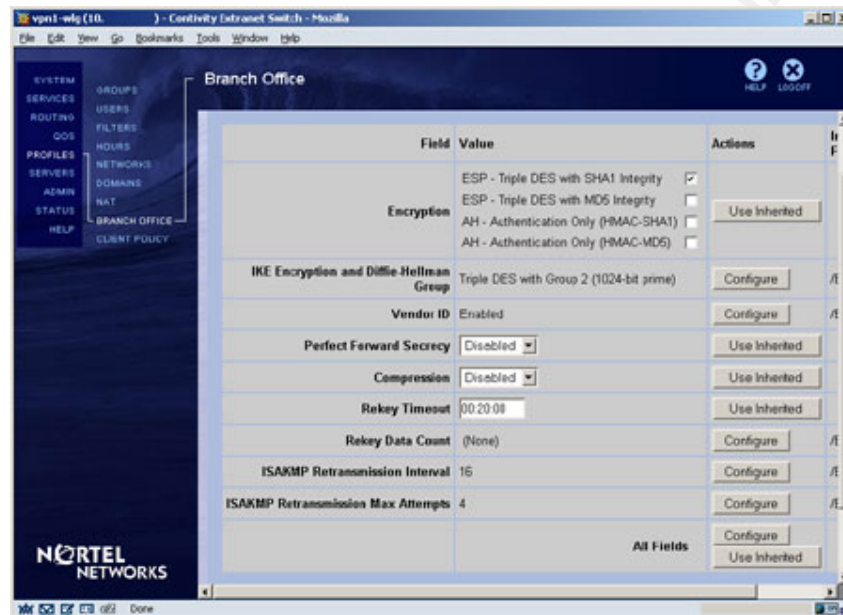 vpn1-wlg (10. ) - Contivity Extranet Switch - Mozilla
File Edit View Go Bookmarks Tools Window Help
Branch Office
HELP LOGOFF
SYSTEM
SERVICES
ROUTING
QOS
PROFILES
SERVERS
ADMIN
STATUS
HELP
GROUPS
USERS
FILTERS
HOURS
NETWORKS
DOMAINS
NAT
BRANCH OFFICE
CLIENT POLICY
Field Value Actions
Encryption
ESP - Triple DES with SHA1 Integrity
ESP - Triple DES with MD5 Integrity
AH - Authentication Only (HMAC-SHA1)
AH - Authentication Only (HMAC-MD5)
Use Inherited
IKE Encryption and Diffie-Hellman Group Triple DES with Group 2 (1024-bit prime) Configure
Vendor ID Enabled Configure
Perfect Forward Secrecy Disabled Use Inherited
Compression Disabled Use Inherited
Rekey Timeout 00:20:00 Use Inherited
Rekey Data Count (None) Configure
ISAKMP Retransmission Interval 16 Configure
ISAKMP Retransmission Max Attempts 4 Configure
All Fields Configure
Use Inherited
NORTEL
NETWORKS
Done